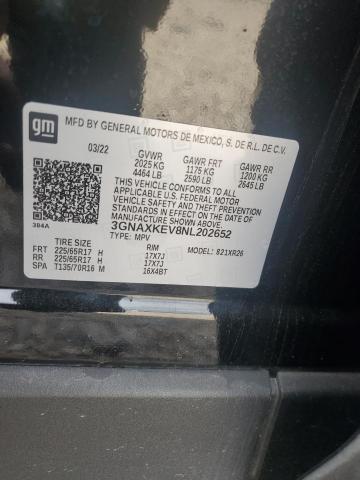 gm
MFD BY GENERAL MOTORS DE MEXICO, S. DE R.L. DE C.V.
03/22 GVWR GAWR FRT GAWR RR
2025 KG 1175 KG 1200 KG
4464 LB 2590 LB 2645 LB
THIS VEHICLE CONFORMS TO ALL APPLICABLE U.S.
FEDERAL MOTOR VEHICLE SAFETY, BUMPER, AND
THEFT PREVENTION STANDARDS IN EFFECT ON THE
DATE OF MANUFACTURE SHOWN ABOVE.
3GNAXKEV8NL202652
384A TYPE: MPV MODEL: 821XR26
RIM
FRT 225/65R17 H 17X7J
RR 225/65R17 H 17X7J
SPA T135/70R16 M 16X4BT